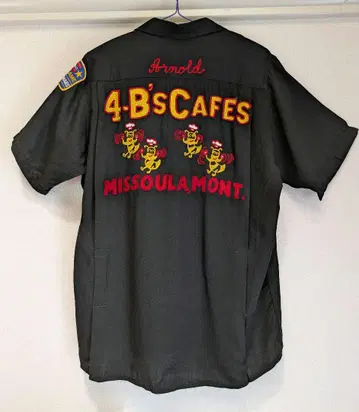 Arnold
4-B's CAFES
MISSOULA, MONT.